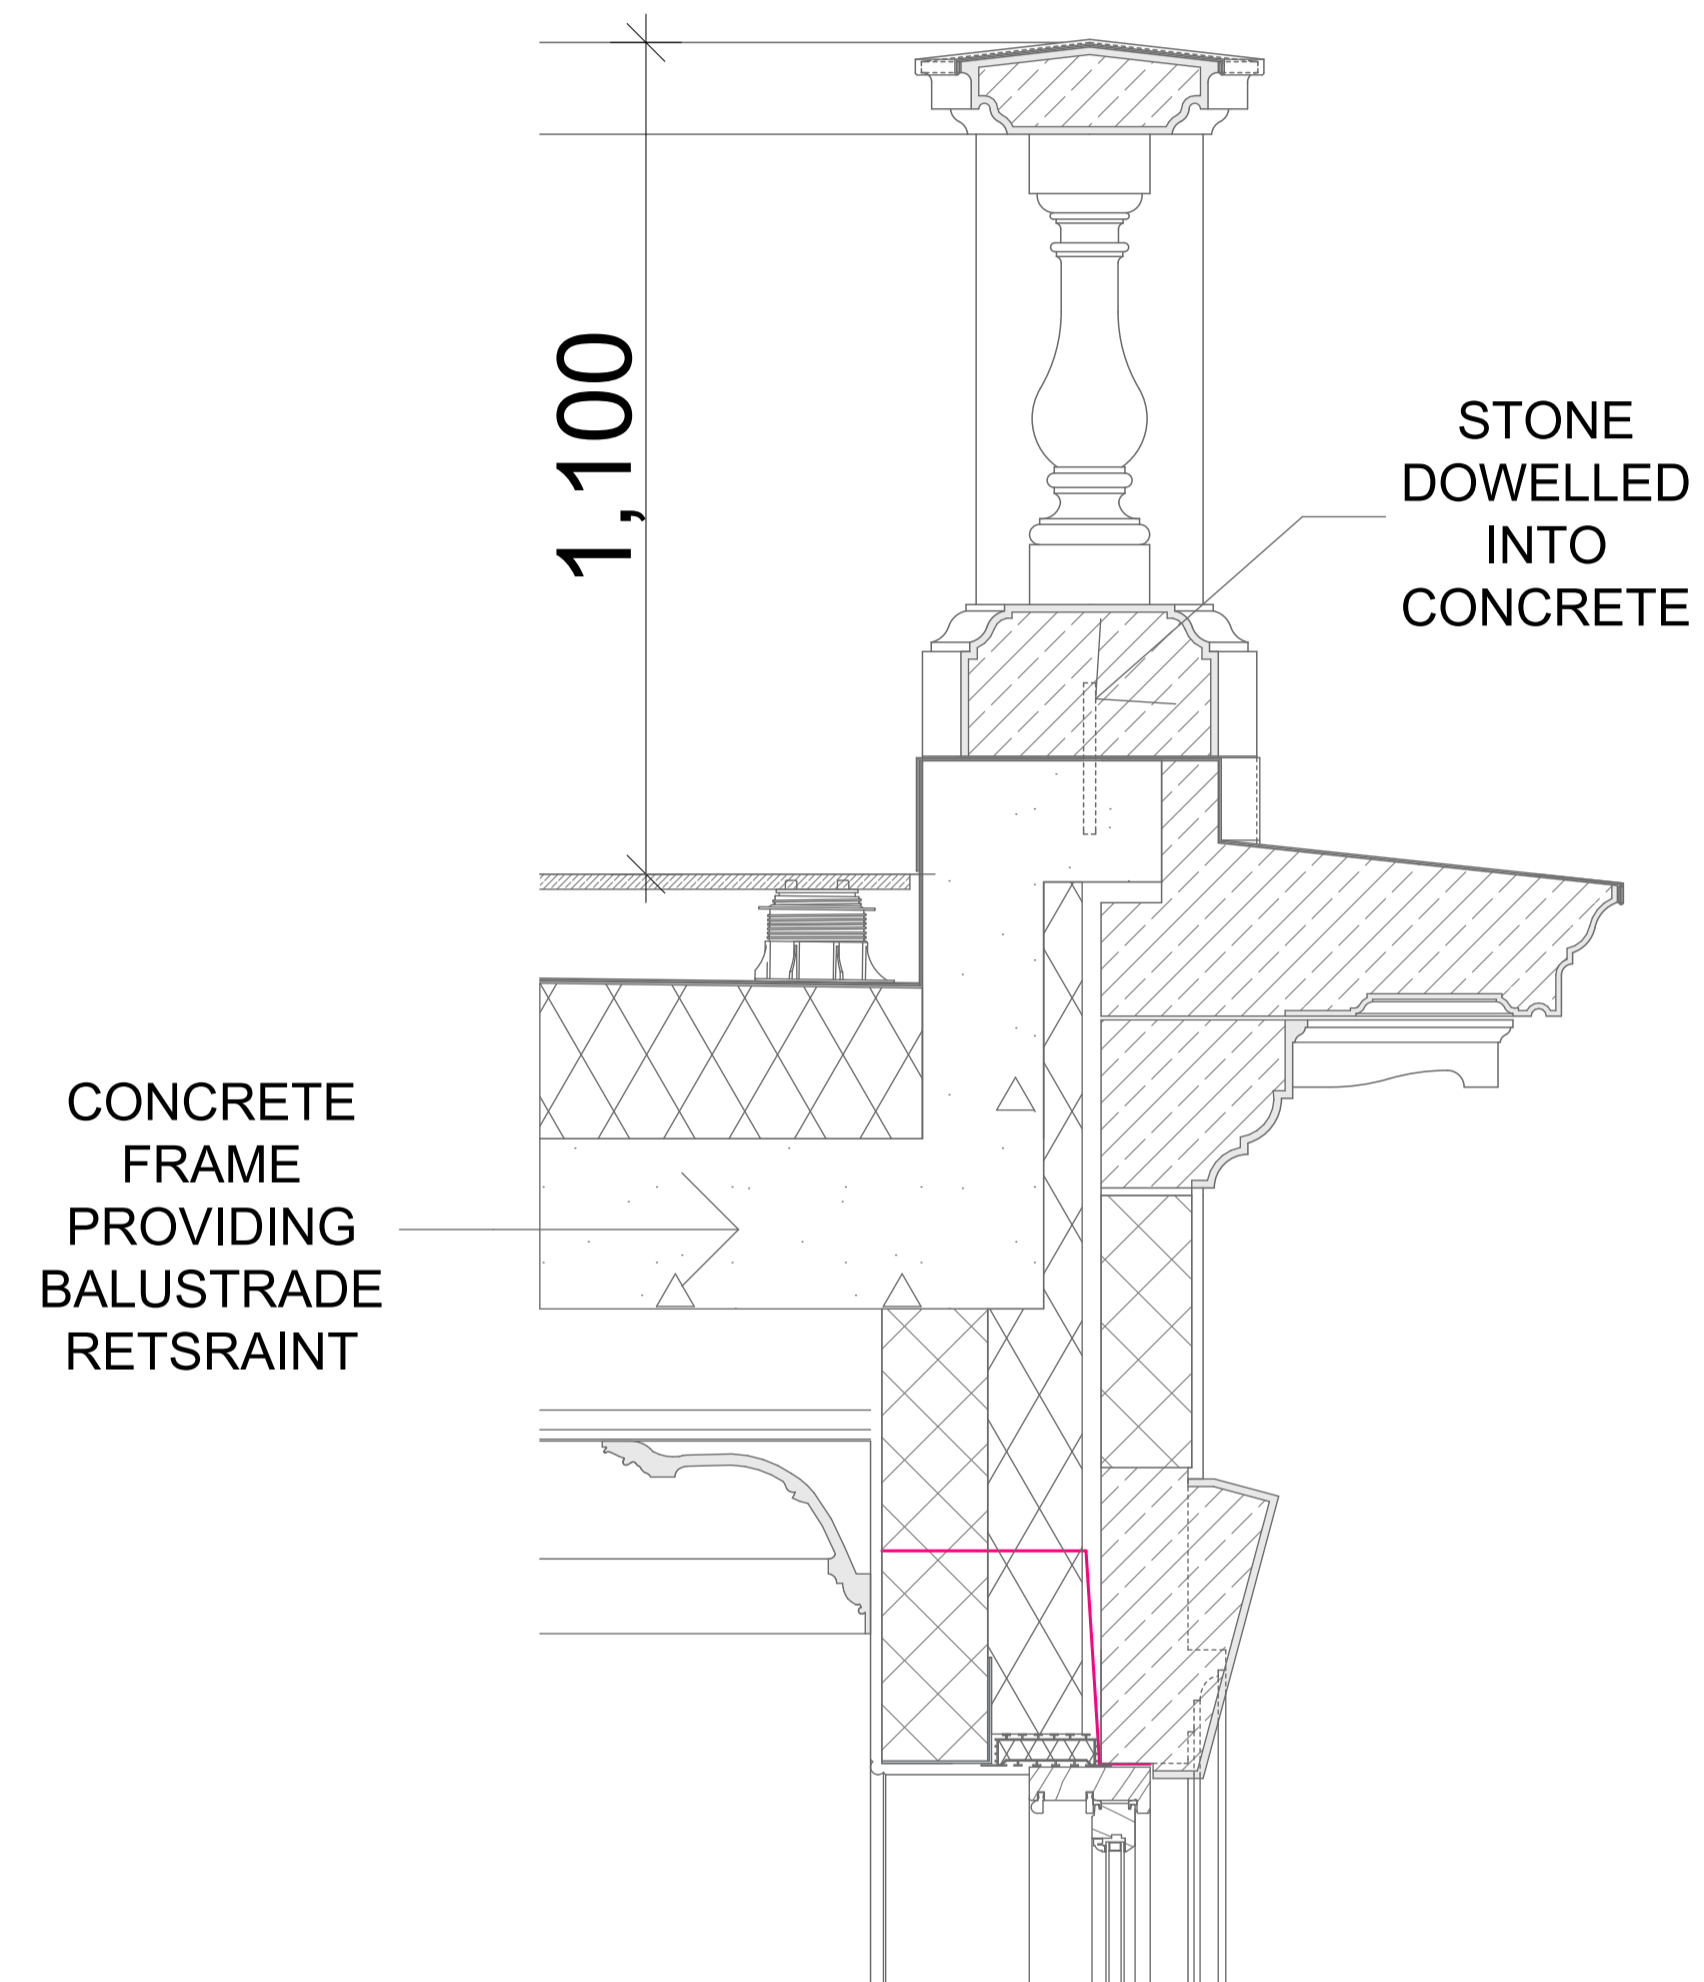 1,100
STONE
DOWELLED
INTO
CONCRETE
CONCRETE
FRAME
PROVIDING
BALUSTRADE
RETSRAINT